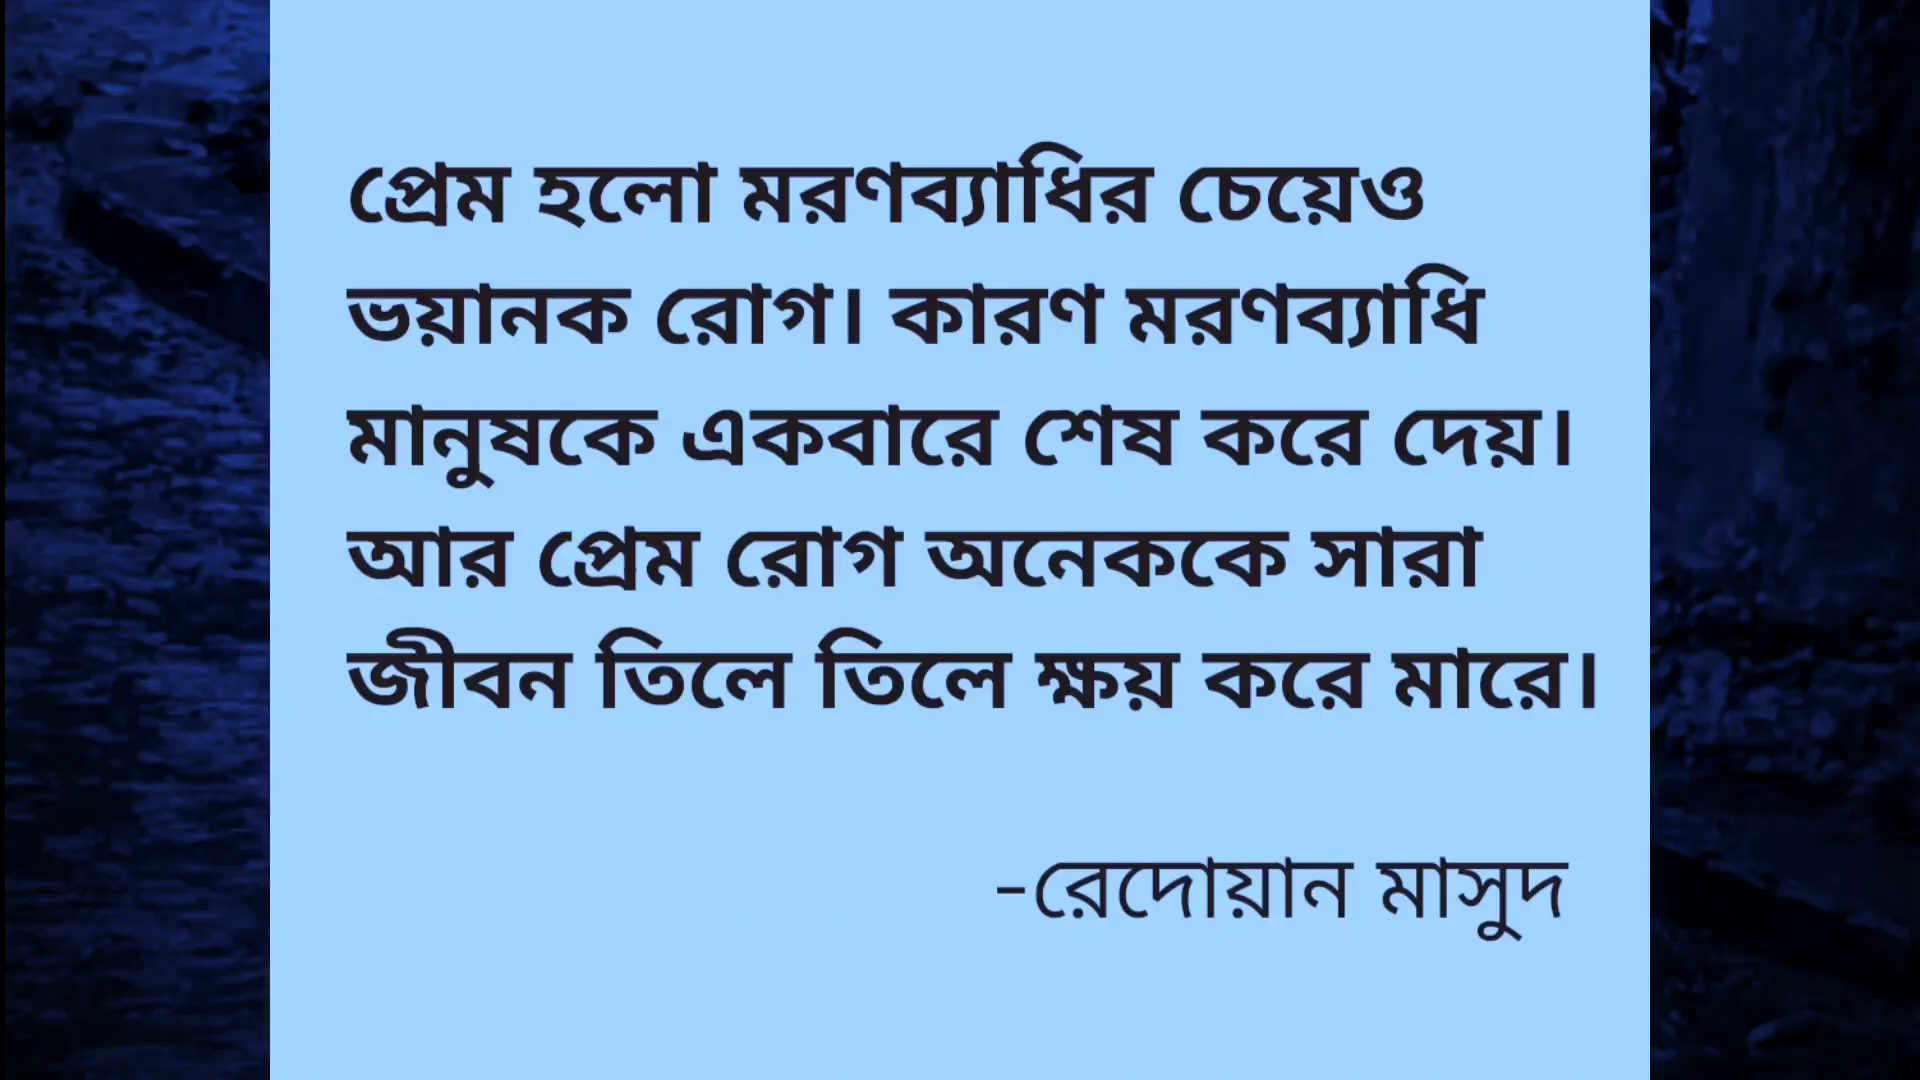 প্রেম হলো মরণব্যাধির চেয়েও
ভয়ানক রোগ। কারণ মরণব্যাধি
মানুষকে একবারে শেষ করে দেয়।
আর প্রেম রোগ অনেককে সারা
জীবন তিলে তিলে ক্ষয় করে মারে।
-রেদোয়ান মাসুদ